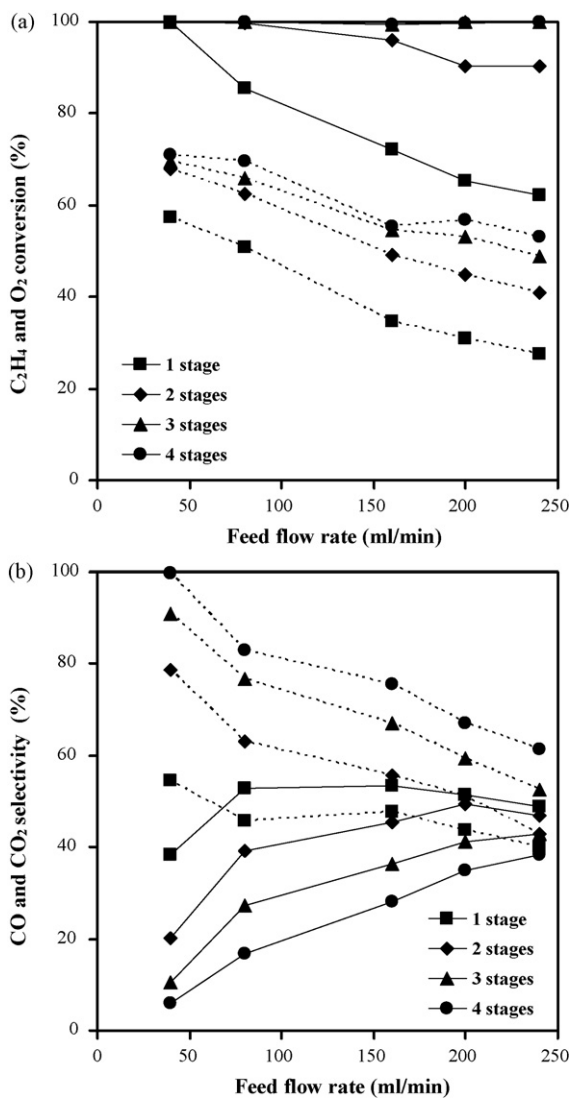 (a)
100
80
60
40
20
0
C₂H₄ and O₂ conversion (%)
1 stage
2 stages
3 stages
4 stages
0 50 100 150 200 250
Feed flow rate (ml/min)
(b)
100
80
60
40
20
0
CO and CO₂ selectivity (%)
1 stage
2 stages
3 stages
4 stages
0 50 100 150 200 250
Feed flow rate (ml/min)